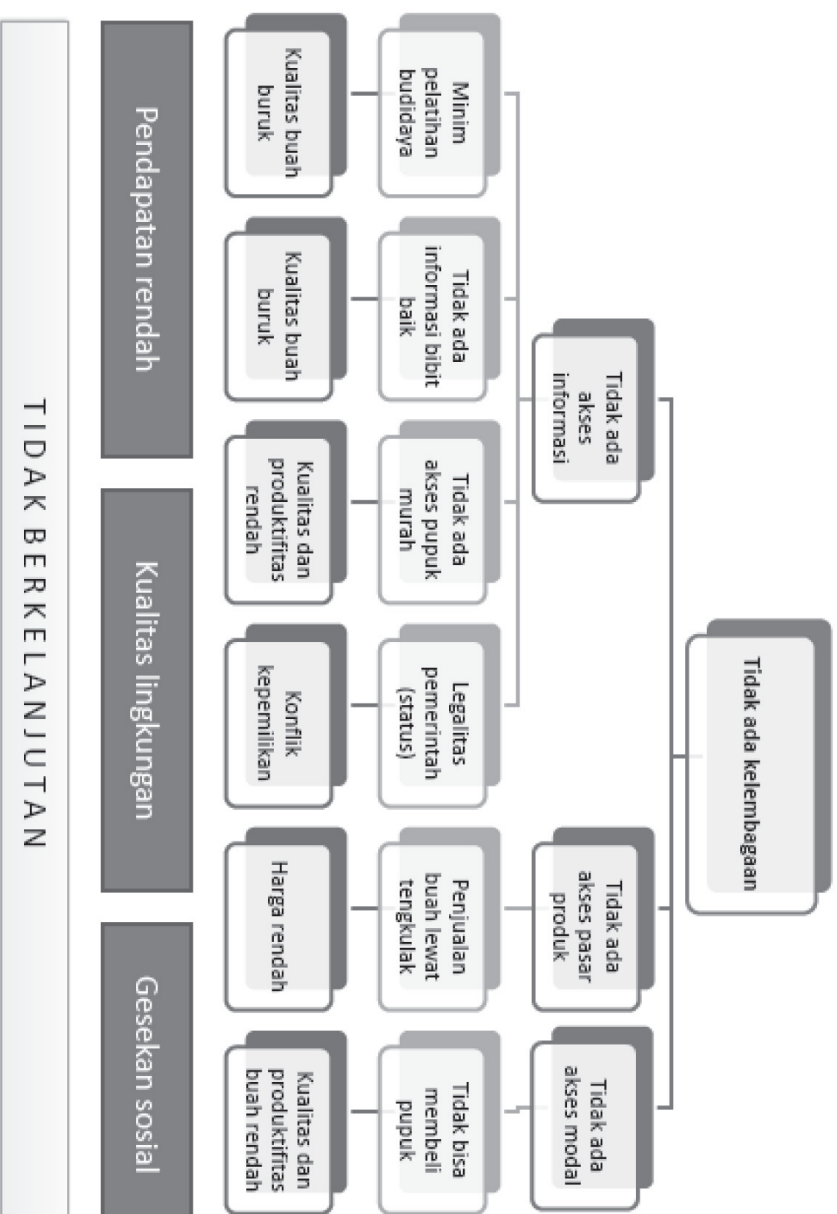 Tidak ada kelembagaan
Tidak ada
akses
informasi
Tidak ada
akses pasar
produk
Tidak ada
akses modal
Minim
pelatihan
budidaya
Tidak ada
informasi bibit
baik
Tidak ada
akses pupuk
murah
Legalitas
pemerintah
(status)
Penjualan
buah lewat
tengkulak
Tidak bisa
membeli
pupuk
Kualitas buah
buruk
Kualitas buah
buruk
Kualitas dan
produktifitas
rendah
Konflik
kepemilikan
Harga rendah
Kualitas dan
produktifitas
buah rendah
Pendapatan rendah
Kualitas lingkungan
Gesekan sosial
TIDAK BERKELANJUTAN